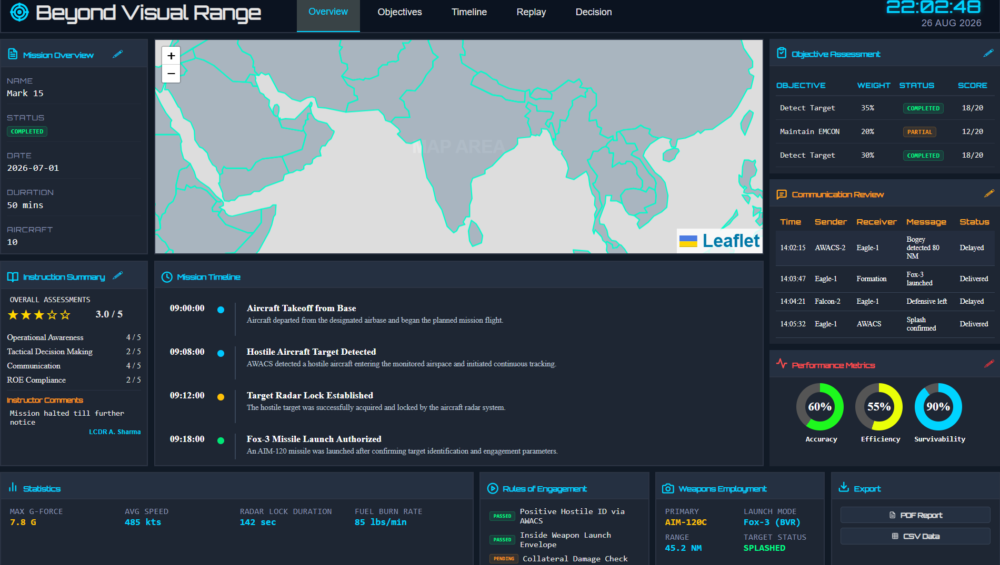 Beyond Visual Range
Overview
Objectives
Timeline
Replay
Decision
22:02:48
26 AUG 2026
Mission Overview
NAME
Mark 15
STATUS
COMPLETED
DATE
2026-07-01
DURATION
50 mins
AIRCRAFT
10
+
−
MAP AREA
Leaflet
Objective Assessment
OBJECTIVE WEIGHT STATUS SCORE
Detect Target 35% COMPLETED 18/20
Maintain EMCON 20% PARTIAL 12/20
Detect Target 30% COMPLETED 18/20
Communication Review
Time Sender Receiver Message Status
14:02:15 AWACS-2 Eagle-1 Bogey detected 80 NM Delayed
14:03:47 Eagle-1 Formation Fox-3 launched Delivered
14:04:21 Falcon-2 Eagle-1 Defensive left Delayed
14:05:32 Eagle-1 AWACS Splash confirmed Delivered
Instruction Summary
OVERALL ASSESSMENTS
★★★☆☆ 3.0 / 5
Operational Awareness 4 / 5
Tactical Decision Making 2 / 5
Communication 4 / 5
ROE Compliance 2 / 5
Instructor Comments
Mission halted till further
notice
LCDR A. Sharma
Mission Timeline
09:00:00 Aircraft Takeoff from Base
Aircraft departed from the designated airbase and began the planned mission flight.
09:08:00 Hostile Aircraft Target Detected
AWACS detected a hostile aircraft entering the monitored airspace and initiated continuous tracking.
09:12:00 Target Radar Lock Established
The hostile target was successfully acquired and locked by the aircraft radar system.
09:18:00 Fox-3 Missile Launch Authorized
An AIM-120 missile was launched after confirming target identification and engagement parameters.
Performance Metrics
60% 55% 90%
Accuracy Efficiency Survivability
Statistics
MAX G-FORCE
7.8 G
AVG SPEED
485 kts
RADAR LOCK DURATION
142 sec
FUEL BURN RATE
85 lbs/min
Rules of Engagement
PASSED Positive Hostile ID via
AWACS
PASSED Inside Weapon Launch
Envelope
PENDING Collateral Damage Check
Weapons Employment
PRIMARY
AIM-120C
LAUNCH MODE
Fox-3 (BVR)
RANGE
45.2 NM
TARGET STATUS
SPLASHED
Export
PDF Report
CSV Data